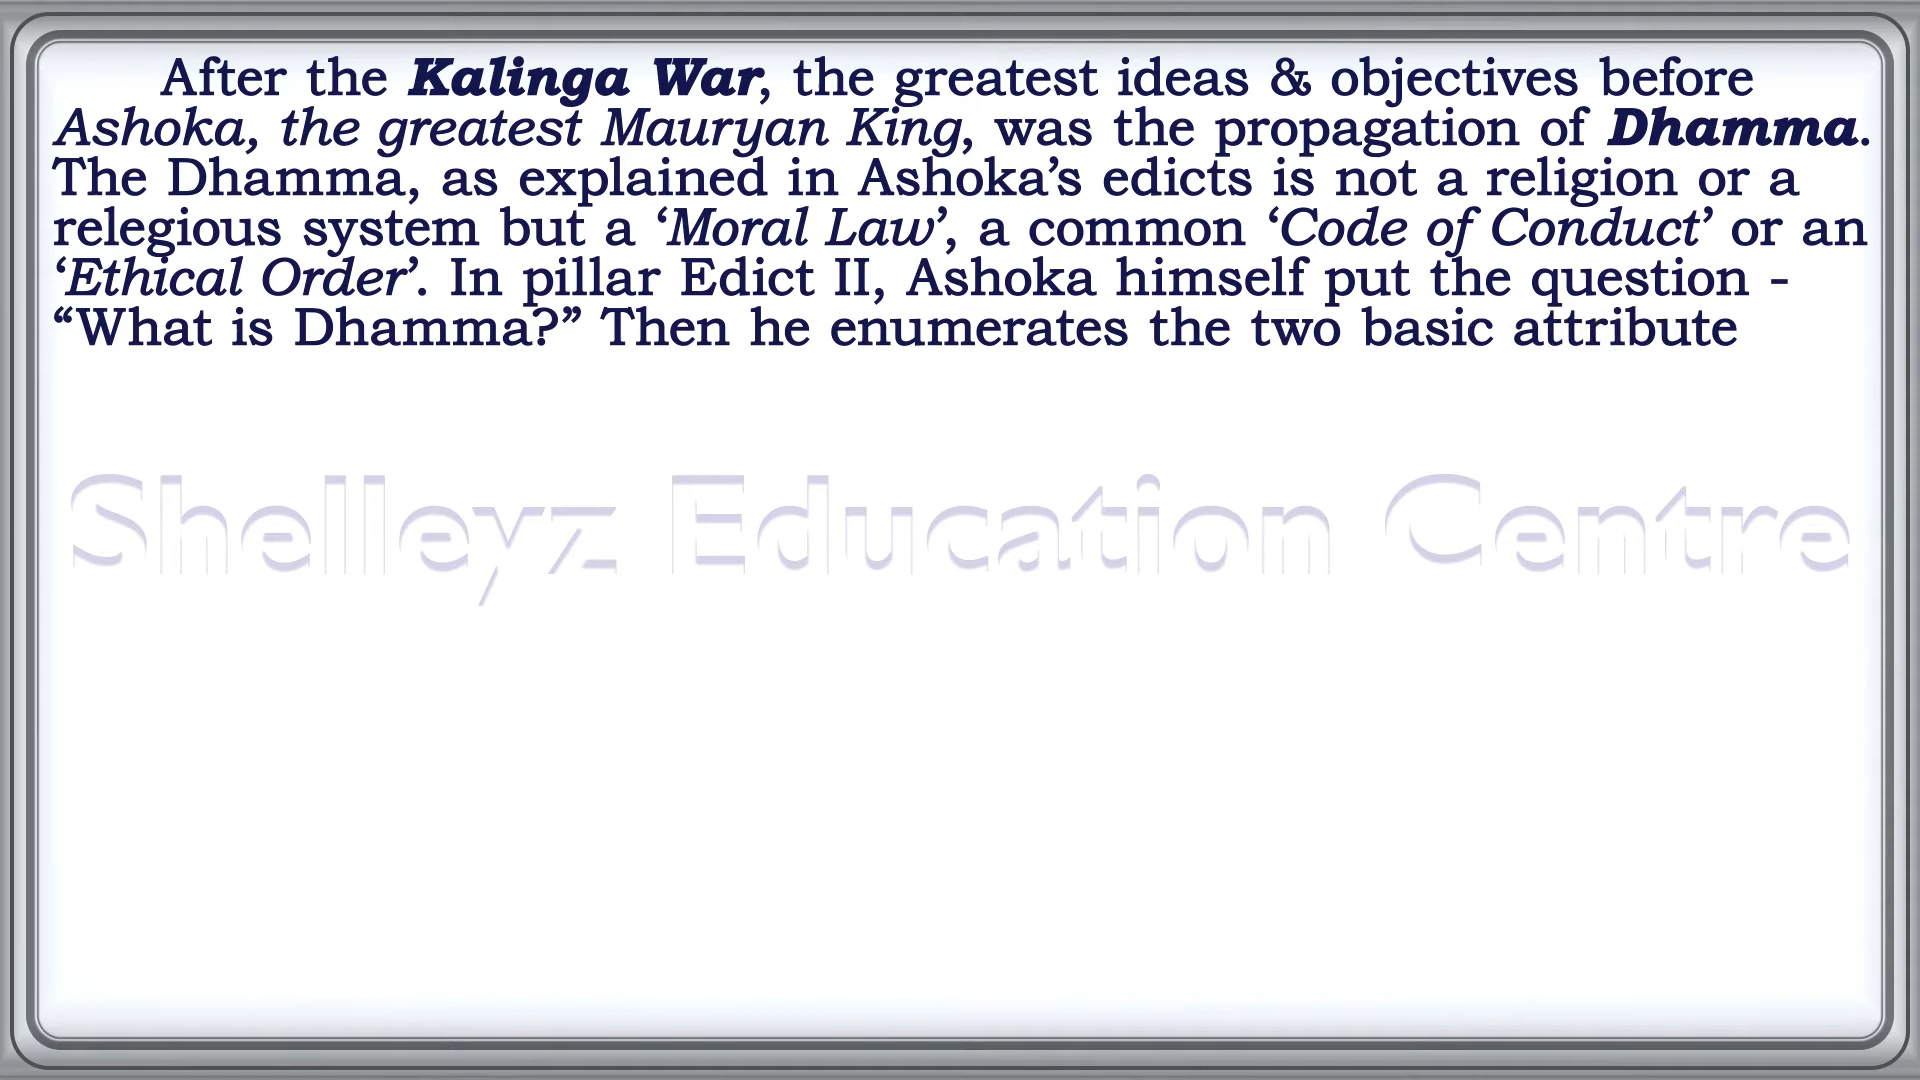 After the Kalinga War, the greatest ideas & objectives before
Ashoka, the greatest Mauryan King, was the propagation of Dhamma.
The Dhamma, as explained in Ashoka’s edicts is not a religion or a
relegious system but a ‘Moral Law’, a common ‘Code of Conduct’ or an
‘Ethical Order’. In pillar Edict II, Ashoka himself put the question -
“What is Dhamma?” Then he enumerates the two basic attribute
Shelleyz Education Centre